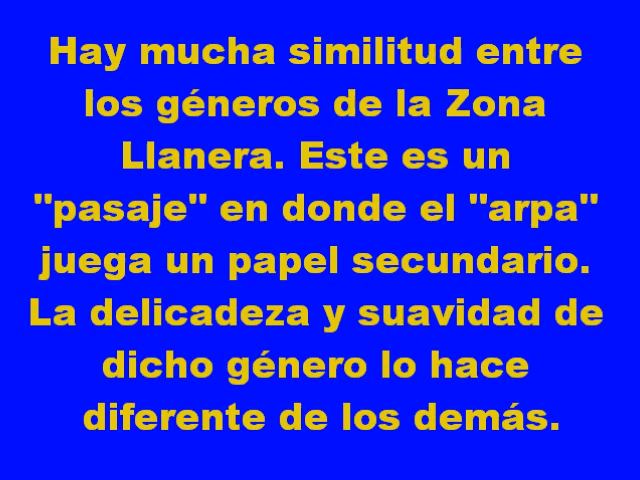 Hay mucha similitud entre
los géneros de la Zona
Llanera. Este es un
"pasaje" en donde el "arpa"
juega un papel secundario.
La delicadeza y suavidad de
dicho género lo hace
diferente de los demás.